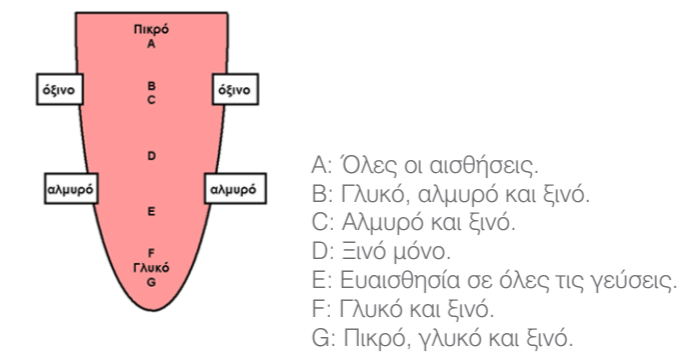 Πικρό
A
όξινο
B
C
όξινο
D
αλμυρό
αλμυρό
E
F
Γλυκό
G
A: Όλες οι αισθήσεις.
B: Γλυκό, αλμυρό και ξινό.
C: Αλμυρό και ξινό.
D: Ξινό μόνο.
E: Ευαισθησία σε όλες τις γεύσεις.
F: Γλυκό και ξινό.
G: Πικρό, γλυκό και ξινό.